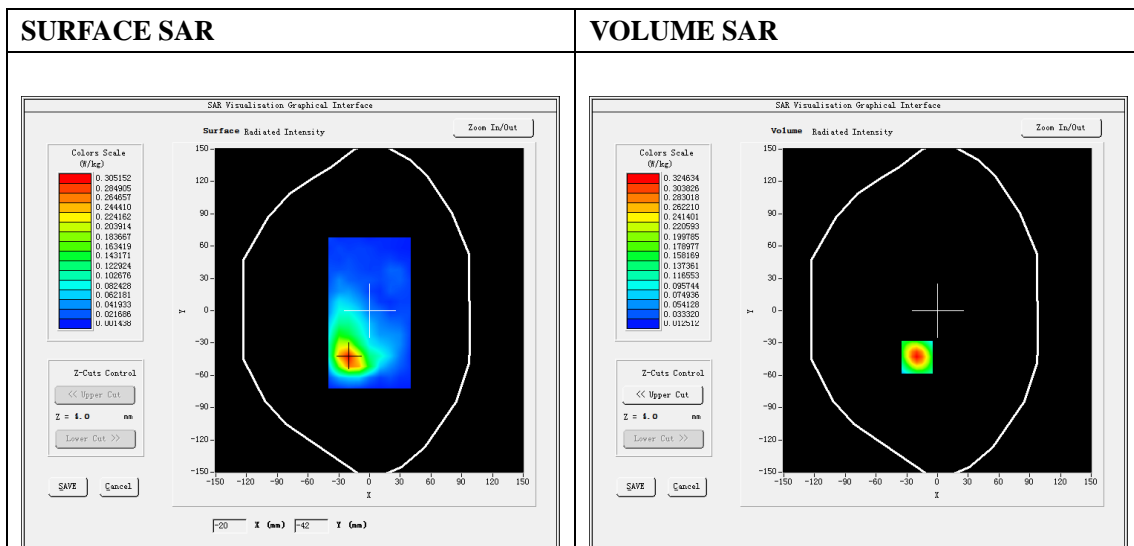 SURFACE SAR
VOLUME SAR
SAR Visualisation Graphical Interface
Surface Radiated Intensity
Zoom In/Out
Colors Scale
(W/kg)
0.305152
0.284905
0.264657
0.244410
0.224162
0.203914
0.183667
0.163419
0.143171
0.122924
0.102676
0.082428
0.062181
0.041933
0.021686
0.001438
Z-Cuts Control
<< Upper Cut
Z = 4.0 mm
Lower Cut >>
SAVE
Cancel
150
120
90
60
30
0
-30
-60
-90
-120
-150
Y
-150 -120 -90 -60 -30 0 30 60 90 120 150
X
-20 X (mm) -42 Y (mm)
SAR Visualisation Graphical Interface
Volume Radiated Intensity
Zoom In/Out
Colors Scale
(W/kg)
0.324634
0.303826
0.283018
0.262210
0.241401
0.220593
0.199785
0.178977
0.158169
0.137361
0.116553
0.095744
0.074936
0.054128
0.033320
0.012512
Z-Cuts Control
<< Upper Cut
Z = 4.0 mm
Lower Cut >>
SAVE
Cancel
150
120
90
60
30
0
-30
-60
-90
-120
-150
Y
-150 -120 -90 -60 -30 0 30 60 90 120 150
X